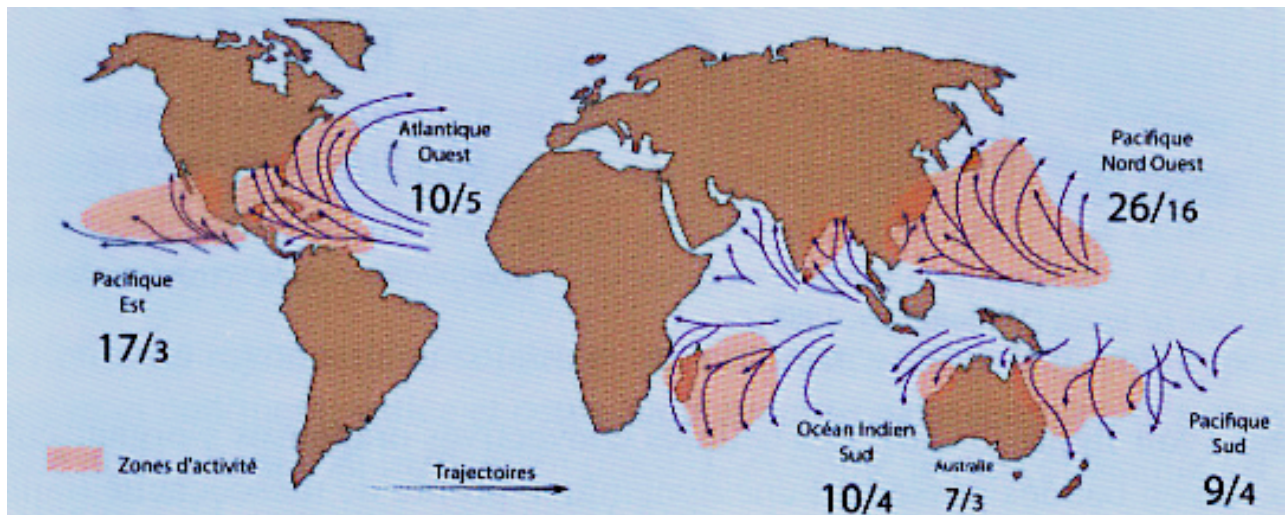 Atlantique
Ouest
10/5
Pacifique
Nord Ouest
26/16
Pacifique
Est
17/3
Océan Indien
Sud
10/4
Australie
7/3
Pacifique
Sud
9/4
Zones d'activité
Trajectoires